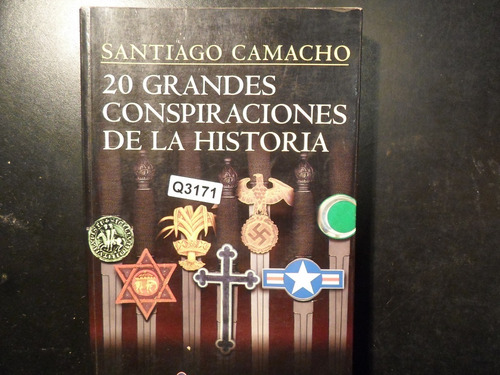 SANTIAGO CAMACHO
20 GRANDES
CONSPIRACIONES
DE LA HISTORIA
Q3171